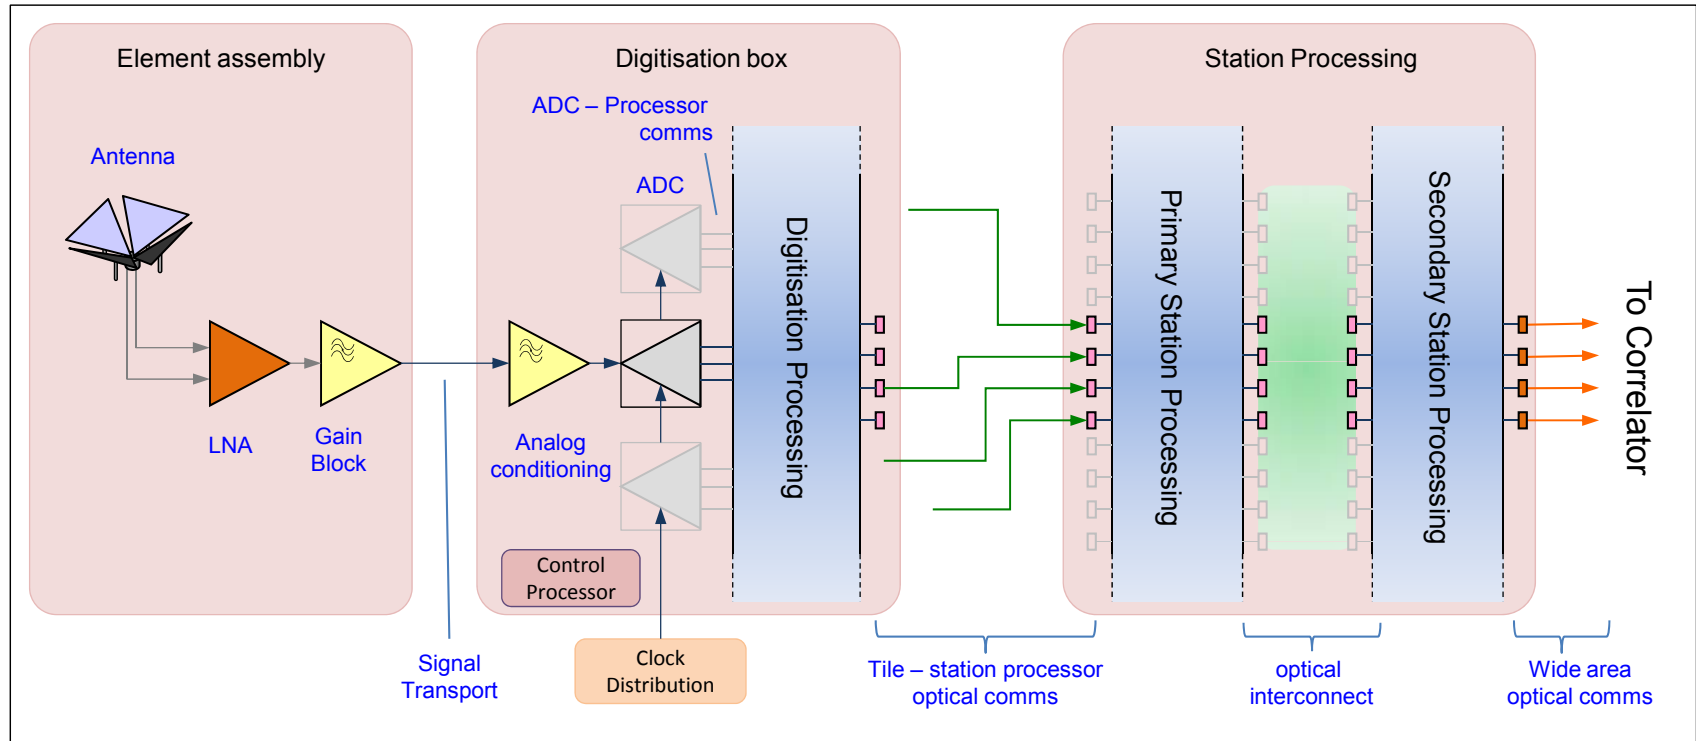 Element assembly
Digitisation box
Station Processing
ADC – Processor
comms
Antenna
ADC
Digitisation Processing
Primary Station Processing
Secondary Station Processing
To Correlator
LNA
Gain
Block
Analog
conditioning
Control
Processor
Clock
Distribution
Signal
Transport
Tile – station processor
optical comms
optical
interconnect
Wide area
optical comms